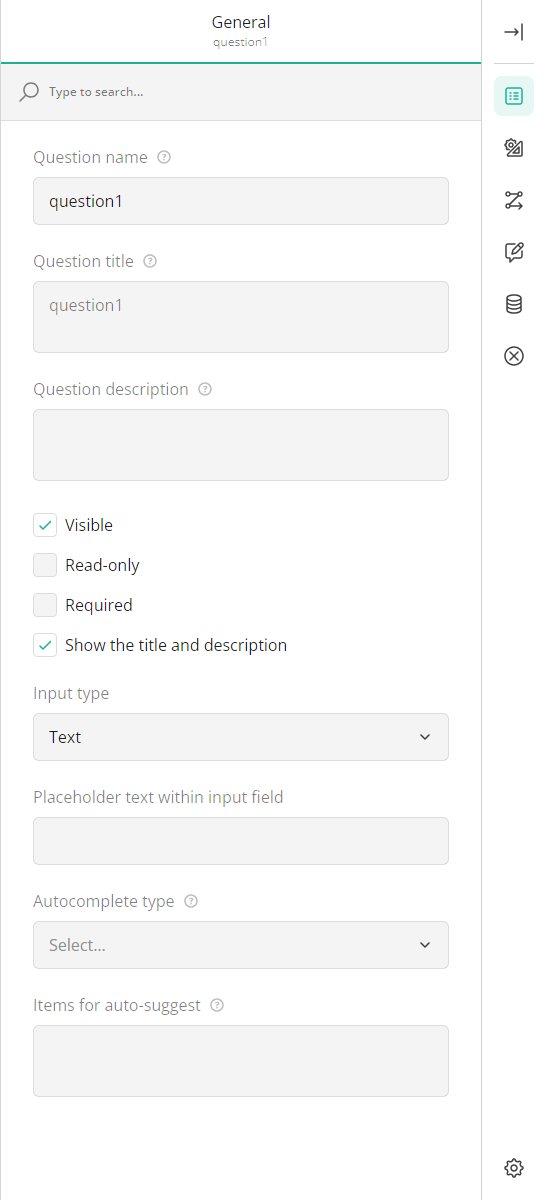 General
question1
Type to search...
Question name
question1
Question title
question1
Question description
Visible
Read-only
Required
Show the title and description
Input type
Text
Placeholder text within input field
Autocomplete type
Select...
Items for auto-suggest